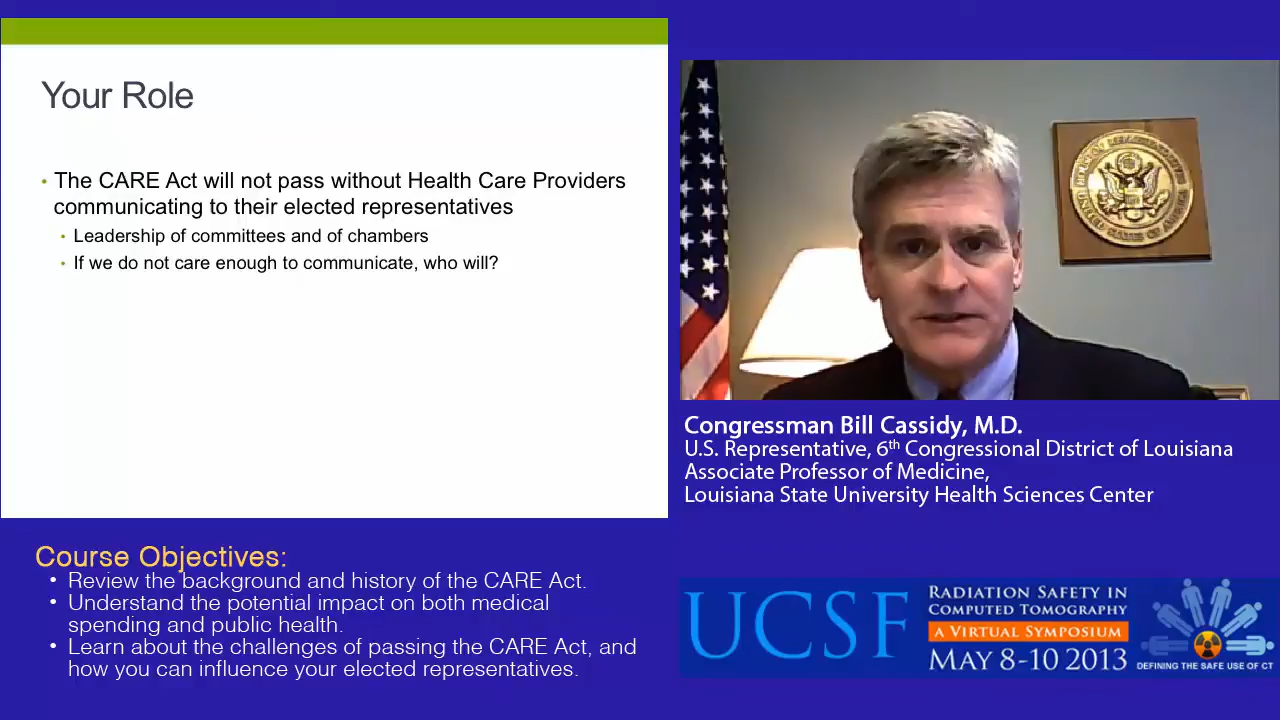 Your Role
• The CARE Act will not pass without Health Care Providers
communicating to their elected representatives
• Leadership of committees and of chambers
• If we do not care enough to communicate, who will?
Congressman Bill Cassidy, M.D.
U.S. Representative, 6th Congressional District of Louisiana
Associate Professor of Medicine,
Louisiana State University Health Sciences Center
Course Objectives:
• Review the background and history of the CARE Act.
• Understand the potential impact on both medical
spending and public health.
• Learn about the challenges of passing the CARE Act, and
how you can influence your elected representatives.
UCSF
RADIATION SAFETY IN
COMPUTED TOMOGRAPHY
A VIRTUAL SYMPOSIUM
MAY 8-10 2013
DEFINING THE SAFE USE OF CT